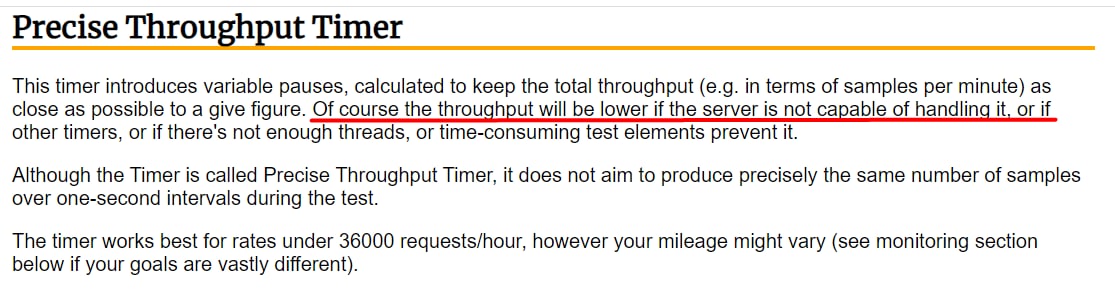 Precise Throughput Timer
This timer introduces variable pauses, calculated to keep the total throughput (e.g. in terms of samples per minute) as
close as possible to a give figure. Of course the throughput will be lower if the server is not capable of handling it, or if
other timers, or if there's not enough threads, or time-consuming test elements prevent it.
Although the Timer is called Precise Throughput Timer, it does not aim to produce precisely the same number of samples
over one-second intervals during the test.
The timer works best for rates under 36000 requests/hour, however your mileage might vary (see monitoring section
below if your goals are vastly different).